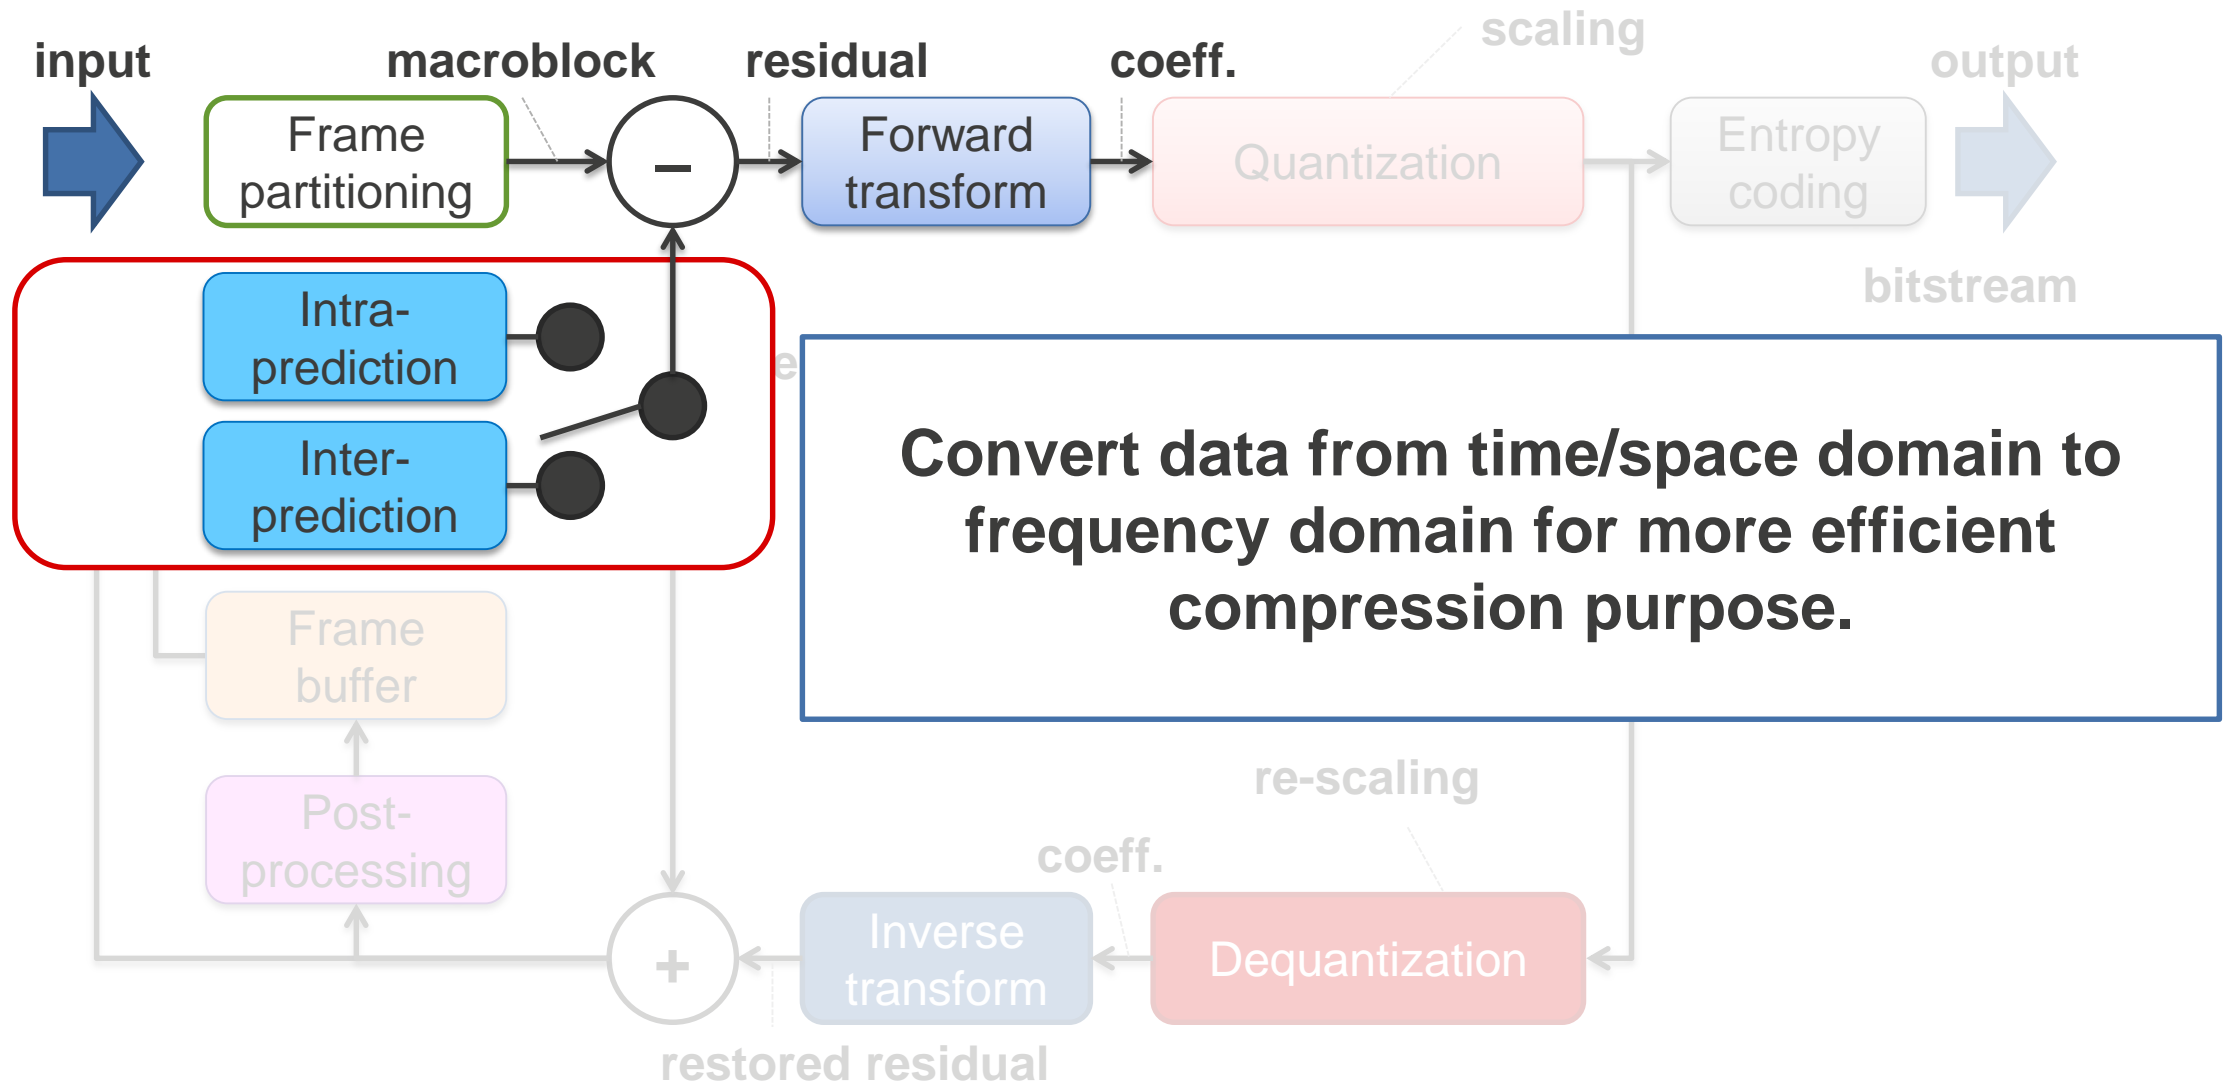 scaling
input
macroblock
residual
coeff.
output
Frame
partitioning
–
Forward
transform
Quantization
Entropy
coding
bitstream
Intra-
prediction
Inter-
prediction
Convert data from time/space domain to
frequency domain for more efficient
compression purpose.
Frame
buffer
Post-
processing
re-scaling
coeff.
+
Inverse
transform
Dequantization
restored residual